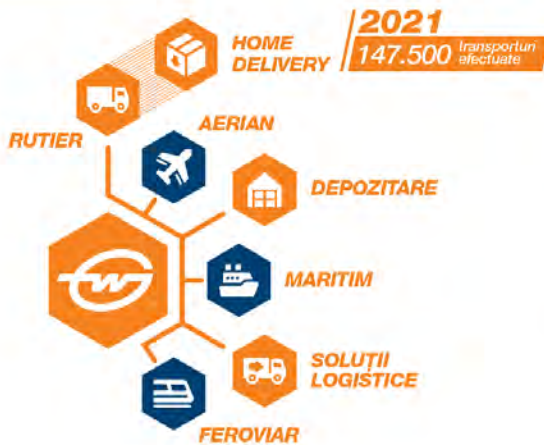 HOME
DELIVERY
2021
147.500 transporturi
efectuate
RUTIER
AERIAN
DEPOZITARE
MARITIM
SOLUȚII
LOGISTICE
FEROVIAR